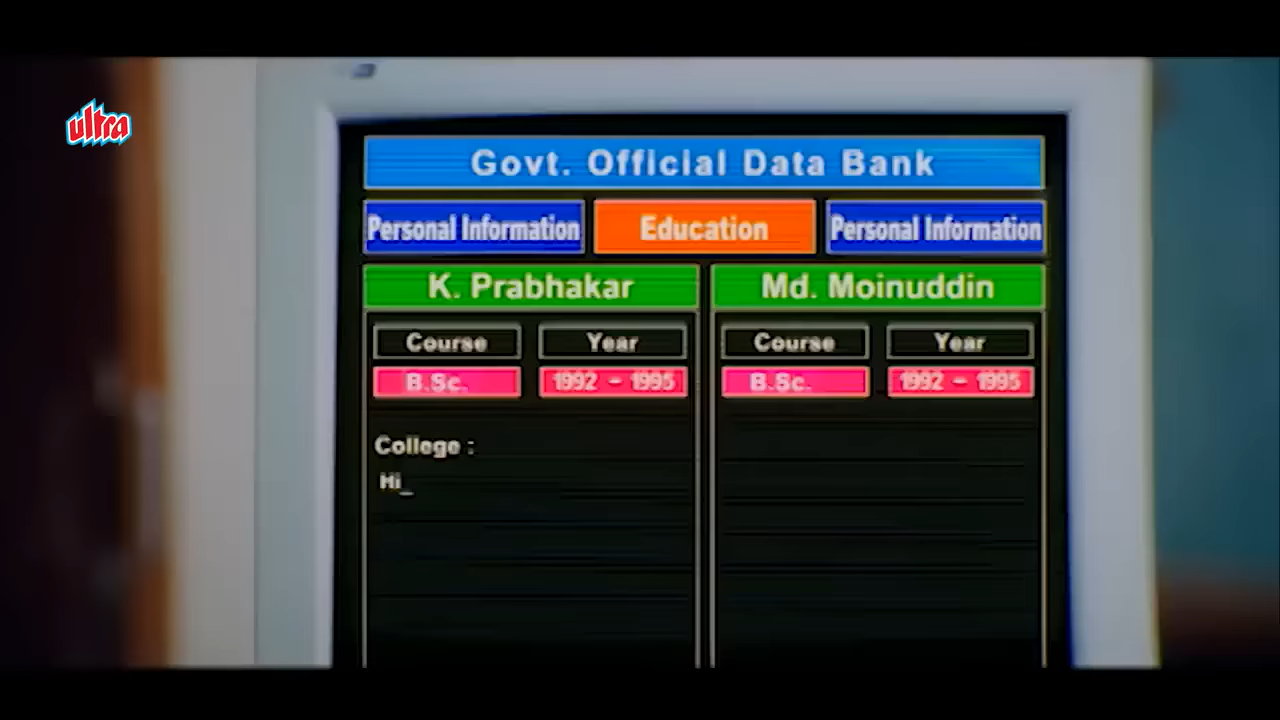 ultra
Govt. Official Data Bank
Personal Information Education Personal Information
K. Prabhakar Md. Moinuddin
Course Year Course Year
B.Sc. 1992 - 1995 B.Sc. 1992 - 1995
College :
Hi_